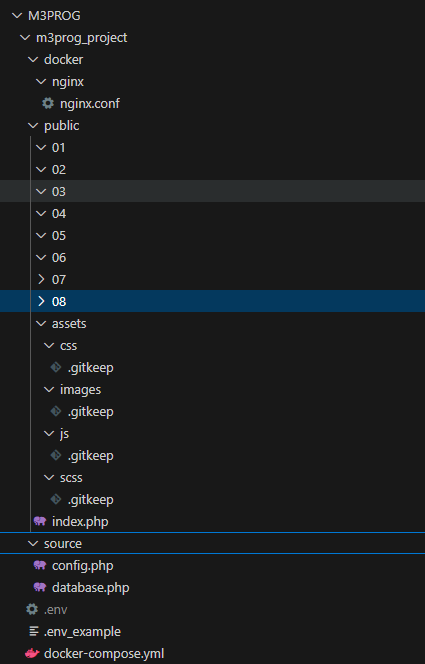 M3PROG
m3prog_project
docker
nginx
nginx.conf
public
01
02
03
04
05
06
07
08
assets
css
.gitkeep
images
.gitkeep
js
.gitkeep
scss
.gitkeep
index.php
source
config.php
database.php
.env
.env_example
docker-compose.yml